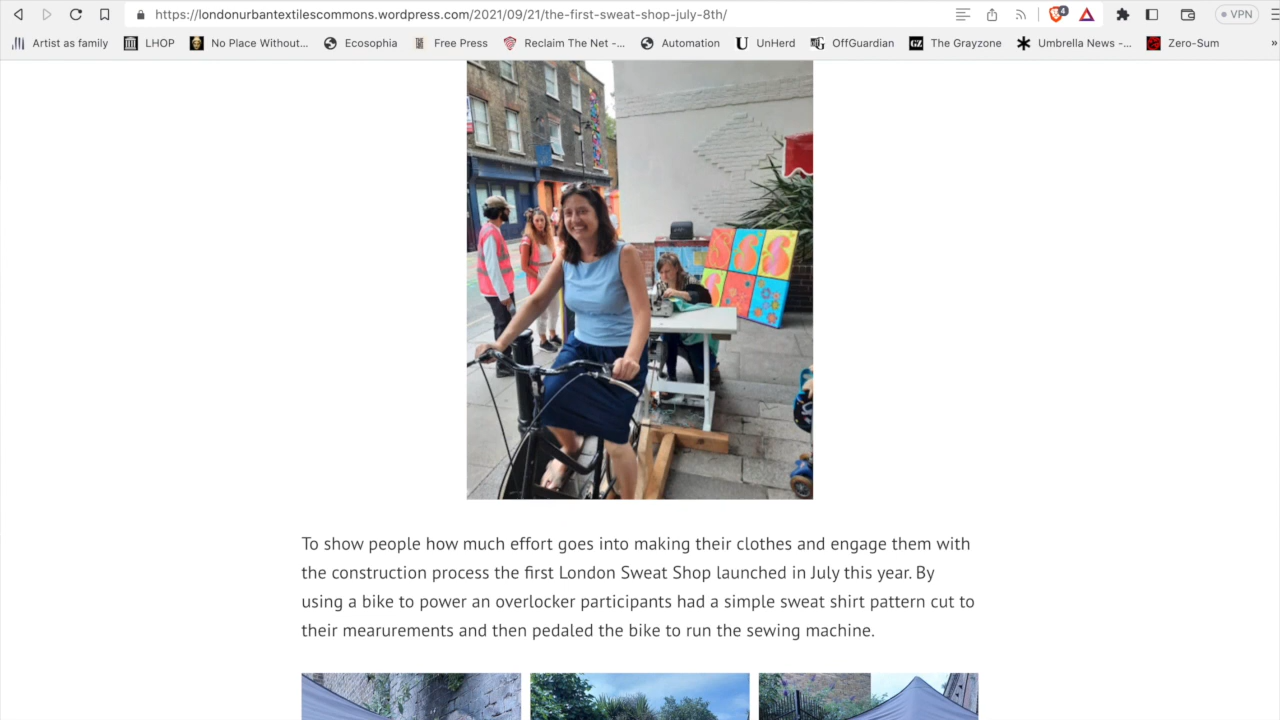 https://londonurbantextilescommons.wordpress.com/2021/09/21/the-first-sweat-shop-july-8th/
4
VPN
Artist as family
LHOP
No Place Without...
Ecosophia
Free Press
Reclaim The Net -...
Automation
U UnHerd
OffGuardian
GZ The Grayzone
Umbrella News -...
Zero-Sum
»
To show people how much effort goes into making their clothes and engage them with
the construction process the first London Sweat Shop launched in July this year. By
using a bike to power an overlocker participants had a simple sweat shirt pattern cut to
their mearurements and then pedaled the bike to run the sewing machine.